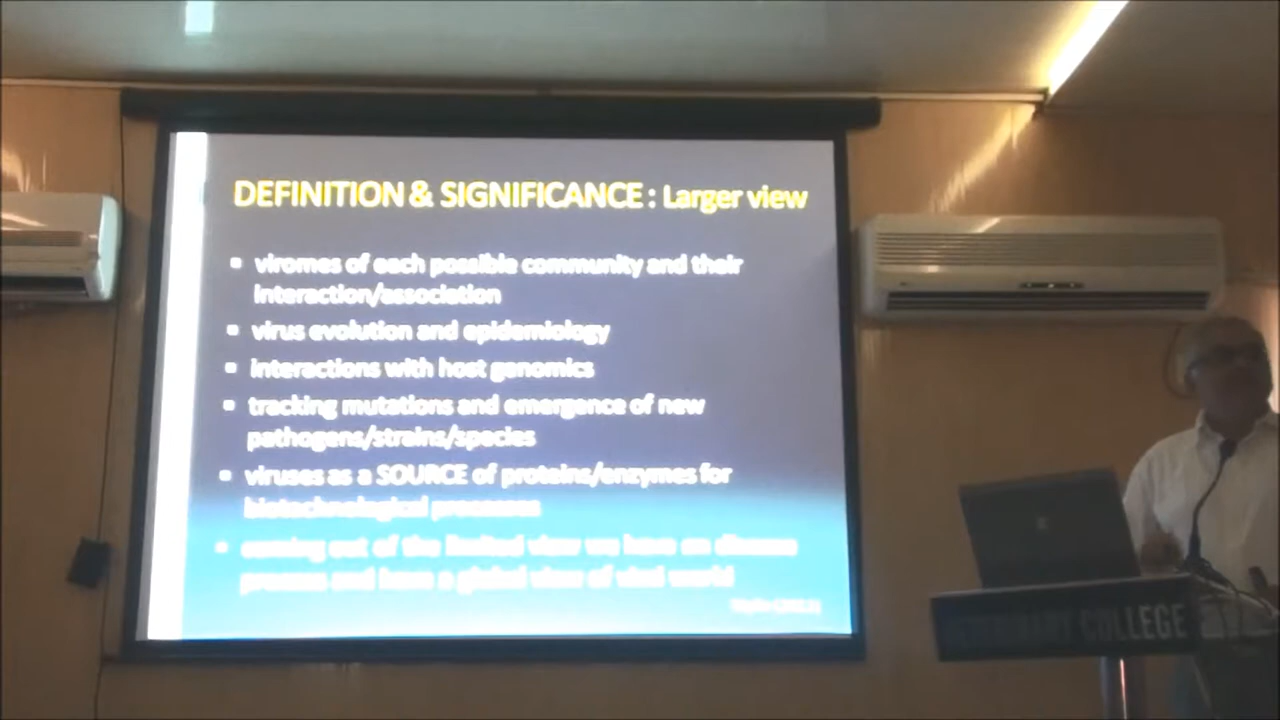 DEFINITION & SIGNIFICANCE : Larger view
▪ viromes of each possible community and their
interaction/association
▪ virus evolution and epidemiology
▪ interactions with host genomics
▪ tracking mutations and emergence of new
pathogens/strains/species
▪ viruses as a SOURCE of proteins/enzymes for
biotechnological processes
▪ coming out of the limited view we have on disease
process and have a global view of viral world
COLLEGE